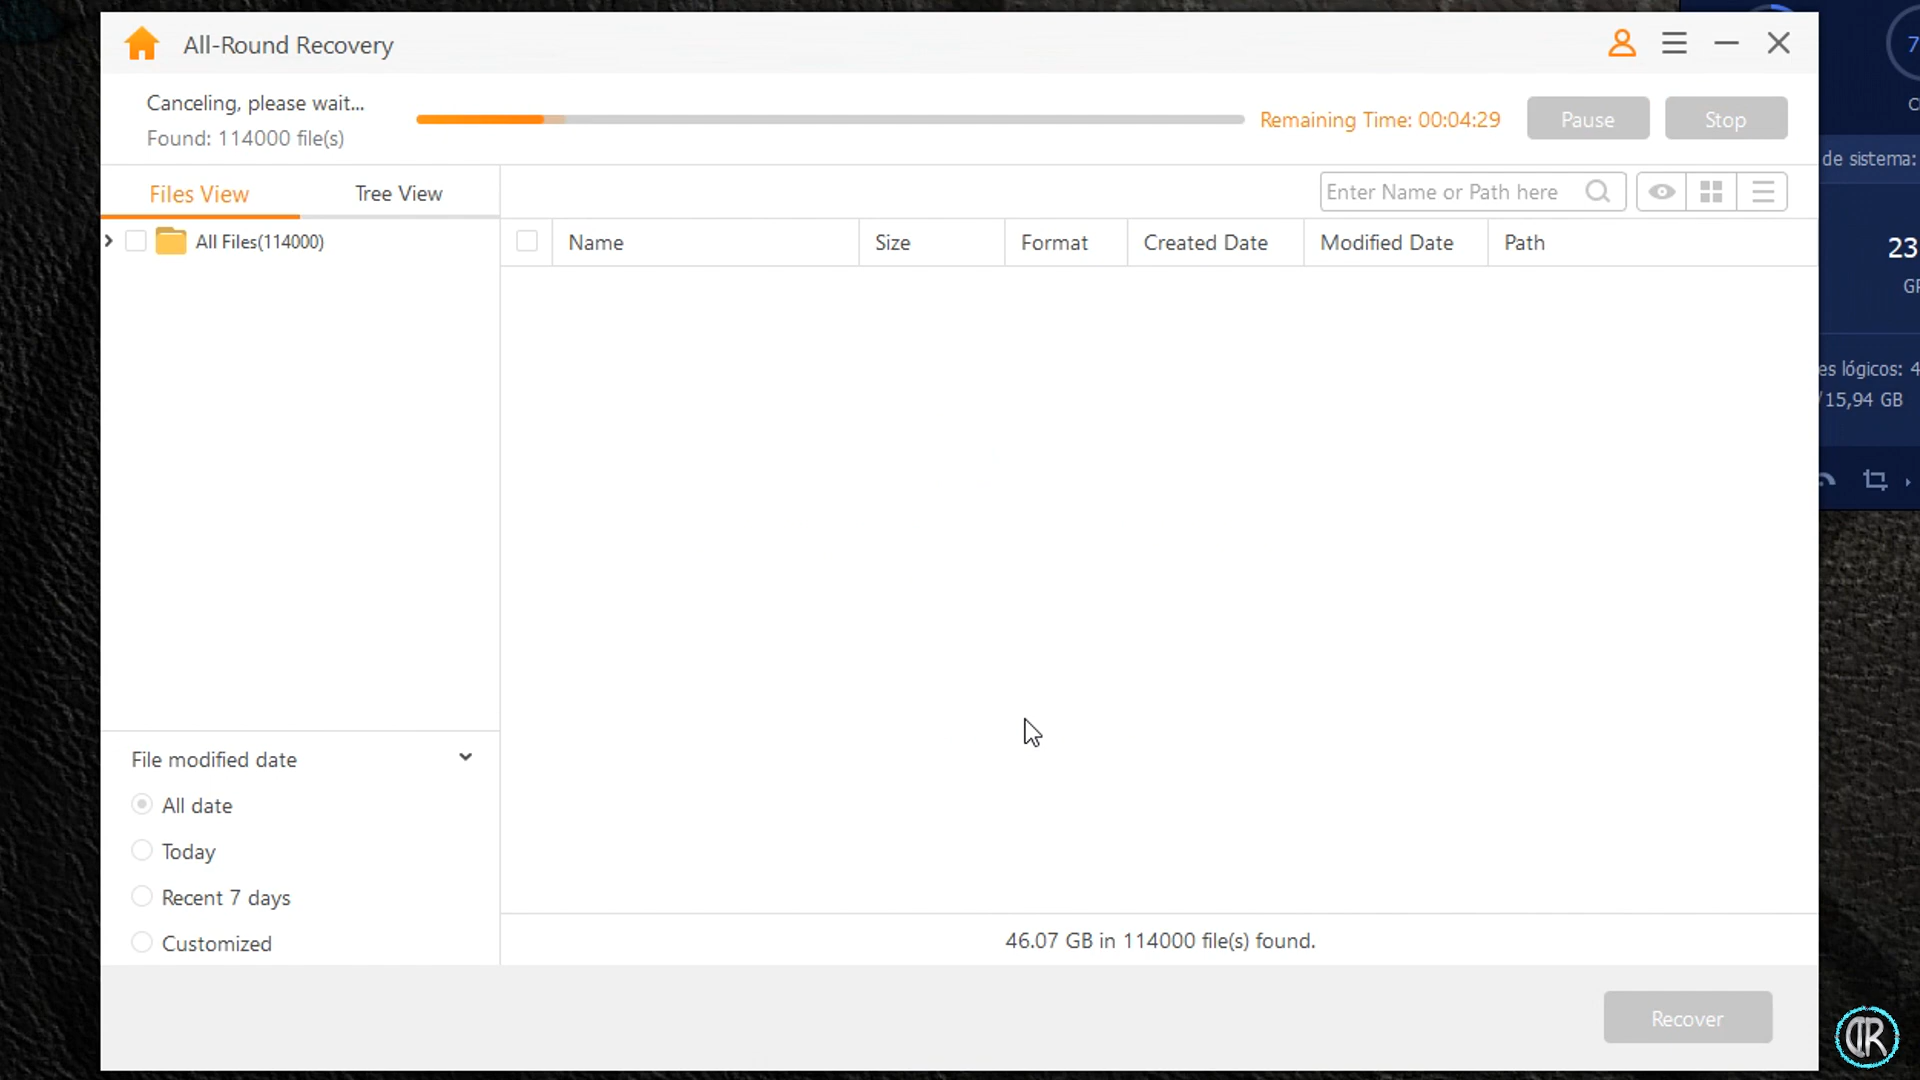 All-Round Recovery
Canceling, please wait...
Found: 114000 file(s)
Remaining Time: 00:04:29
Pause
Stop
Files View
Tree View
Enter Name or Path here
All Files(114000)
Name
Size
Format
Created Date
Modified Date
Path
File modified date
All date
Today
Recent 7 days
Customized
46.07 GB in 114000 file(s) found.
Recover
7
de sistema:
23
es lógicos: 4
/15,94 GB